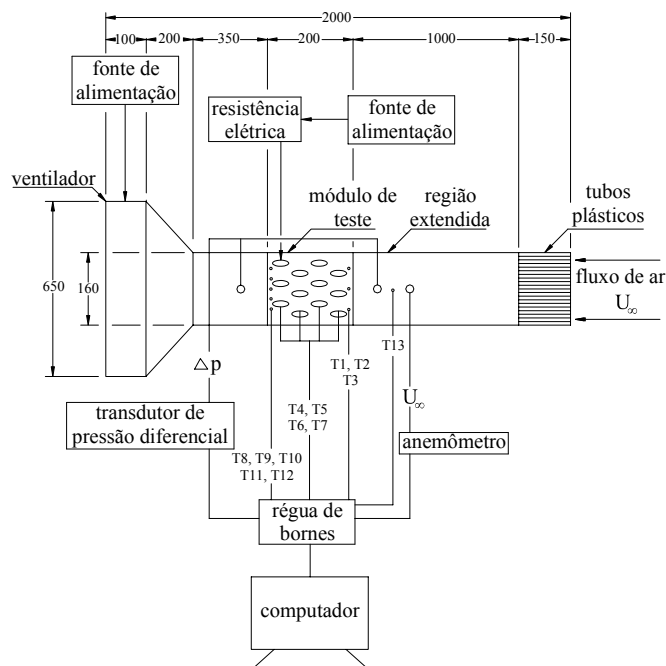 2000
100
200
350
200
1000
150
fonte de
alimentação
resistência
elétrica
fonte de
alimentação
ventilador
módulo de
teste
região
extendida
tubos
plásticos
650
160
fluxo de ar
U∞
T13
△p
T1, T2
T3
U∞
T4, T5
T6, T7
transdutor de
pressão diferencial
anemômetro
T8, T9, T10
T11, T12
régua de
bornes
computador